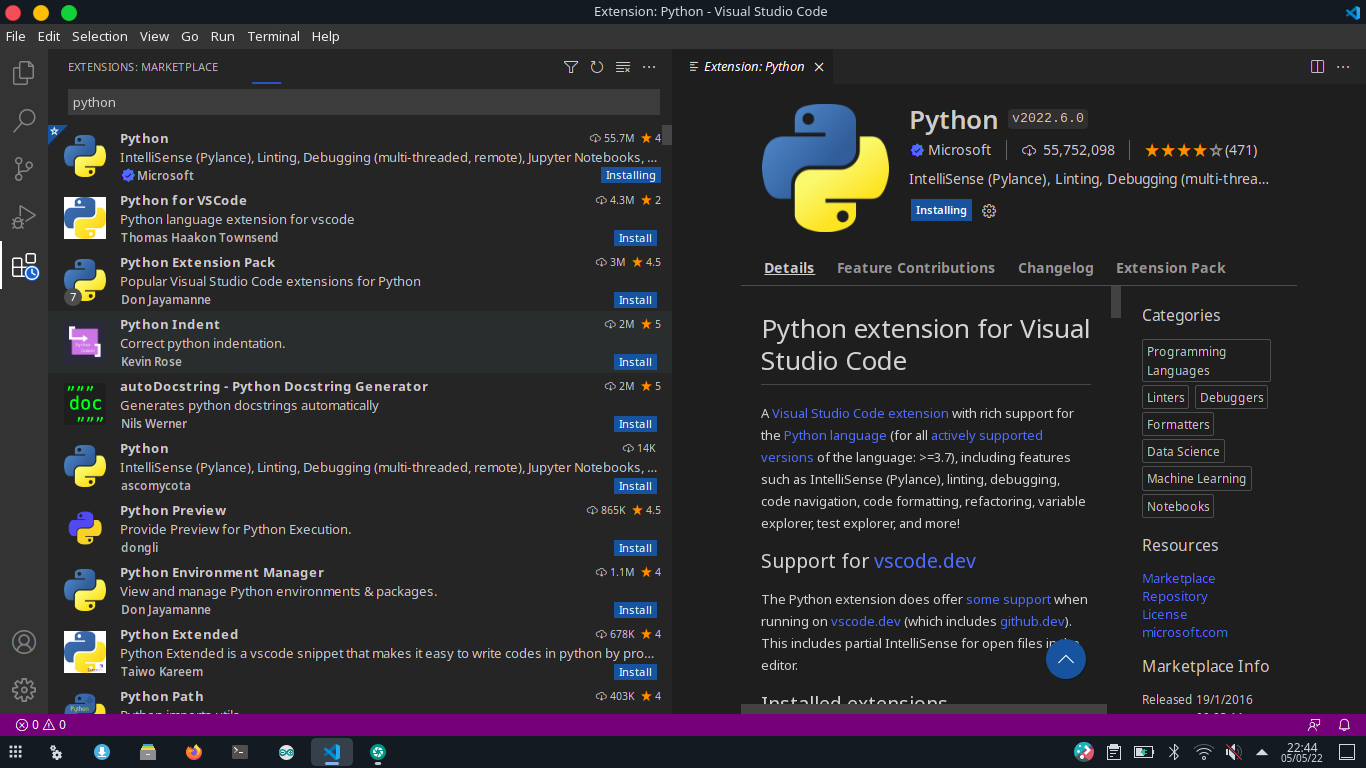 Extension: Python - Visual Studio Code
File Edit Selection View Go Run Terminal Help
EXTENSIONS: MARKETPLACE
python
Python 55.7M 4
IntelliSense (Pylance), Linting, Debugging (multi-threaded, remote), Jupyter Notebooks, ...
Microsoft Installing
Python for VSCode 4.3M 2
Python language extension for vscode
Thomas Haakon Townsend Install
Python Extension Pack 3M 4.5
Popular Visual Studio Code extensions for Python
7
Don Jayamanne Install
Python Indent 2M 5
Correct python indentation.
Kevin Rose Install
autoDocstring - Python Docstring Generator 2M 5
"""
doc
"""
Generates python docstrings automatically
Nils Werner Install
Python 14K
IntelliSense (Pylance), Linting, Debugging (multi-threaded, remote), Jupyter Notebooks, ...
ascomycota Install
Python Preview 865K 4.5
Provide Preview for Python Execution.
dongli Install
Python Environment Manager 1.1M 4
View and manage Python environments & packages.
Don Jayamanne Install
Python Extended 678K 4
Python Extended is a vscode snippet that makes it easy to write codes in python by pro...
Taiwo Kareem Install
Python Path 403K 4
Python imports utils
Extension: Python
Python v2022.6.0
Microsoft 55,752,098 (471)
IntelliSense (Pylance), Linting, Debugging (multi-threa...
Installing
Details Feature Contributions Changelog Extension Pack
Python extension for Visual
Studio Code
A Visual Studio Code extension with rich support for
the Python language (for all actively supported
versions of the language: >=3.7), including features
such as IntelliSense (Pylance), linting, debugging,
code navigation, code formatting, refactoring, variable
explorer, test explorer, and more!
Support for vscode.dev
The Python extension does offer some support when
running on vscode.dev (which includes github.dev).
This includes partial IntelliSense for open files in the
editor.
Installed extensions
Categories
Programming
Languages
Linters Debuggers
Formatters
Data Science
Machine Learning
Notebooks
Resources
Marketplace
Repository
License
microsoft.com
Marketplace Info
Released 19/1/2016
0 0
22:44
05/05/22